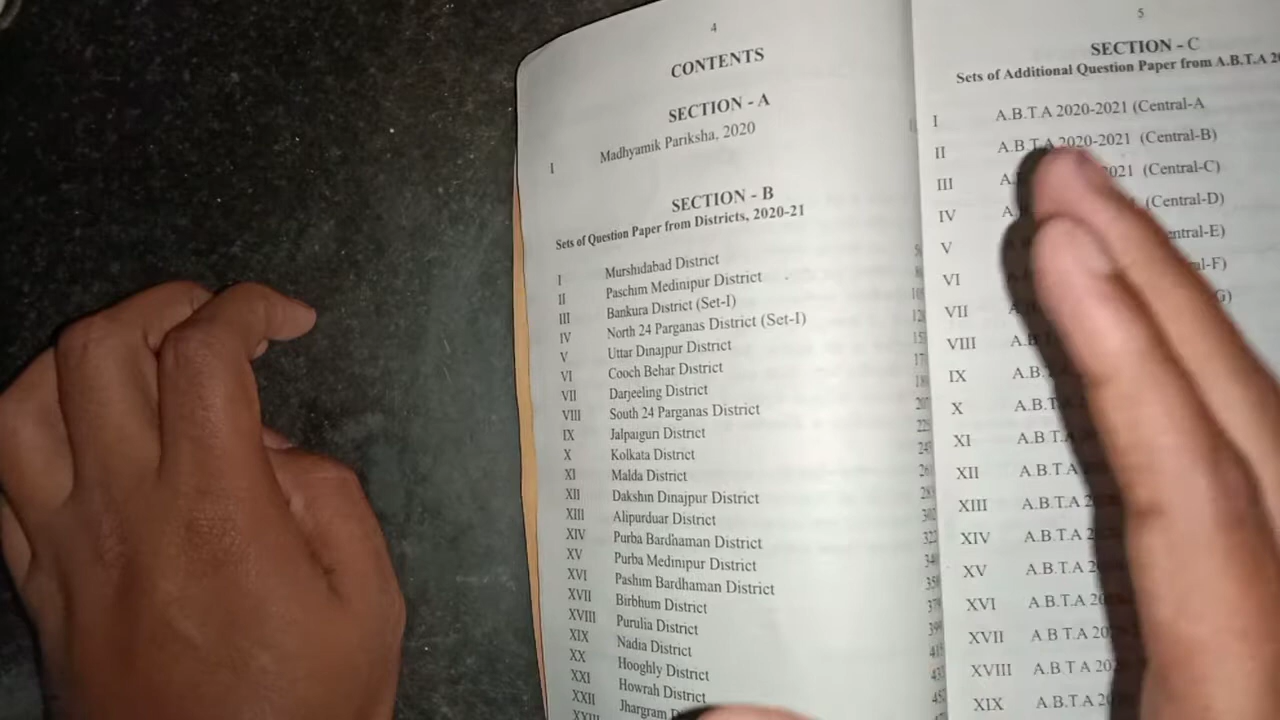 4
CONTENTS
SECTION - A
I Madhyamik Pariksha, 2020
SECTION - B
Sets of Question Paper from Districts, 2020-21
I Murshidabad District
II Paschim Medinipur District
III Bankura District (Set-I)
IV North 24 Parganas District (Set-I)
V Uttar Dinajpur District
VI Cooch Behar District
VII Darjeeling District
VIII South 24 Parganas District
IX Jalpaiguri District
X Kolkata District
XI Malda District
XII Dakshin Dinajpur District
XIII Alipurduar District
XIV Purba Bardhaman District
XV Purba Medinipur District
XVI Pashim Bardhaman District
XVII Birbhum District
XVIII Purulia District
XIX Nadia District
XX Hooghly District
XXI Howrah District
XXII Jhargram
5
SECTION - C
Sets of Additional Question Paper from A.B.T.A
I A.B.T.A 2020-2021 (Central-A
II A.B.T.A 2020-2021 (Central-B)
III (Central-C)
IV (Central-D)
V
VI
VII
VIII
IX
X A.B.T.A
XI A.B.T.A
XII A.B.T.A
XIII A.B.T.A
XIV A.B.T.A
XV A.B.T.A
XVI A.B.T.A
XVII A.B.T.A
XVIII A.B.T.A
XIX A.B.T.A